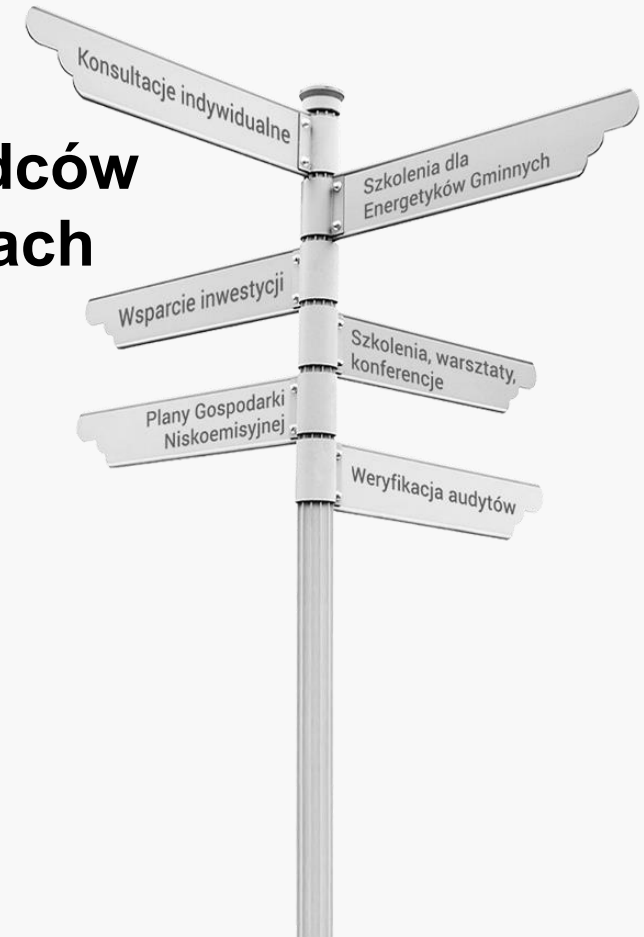 Konsultacje indywidualne
dców
ach
Szkolenia dla
Energetyków Gminnych
Wsparcie inwestycji
Szkolenia, warsztaty,
konferencje
Plany Gospodarki
Niskoemisyjnej
Weryfikacja audytów